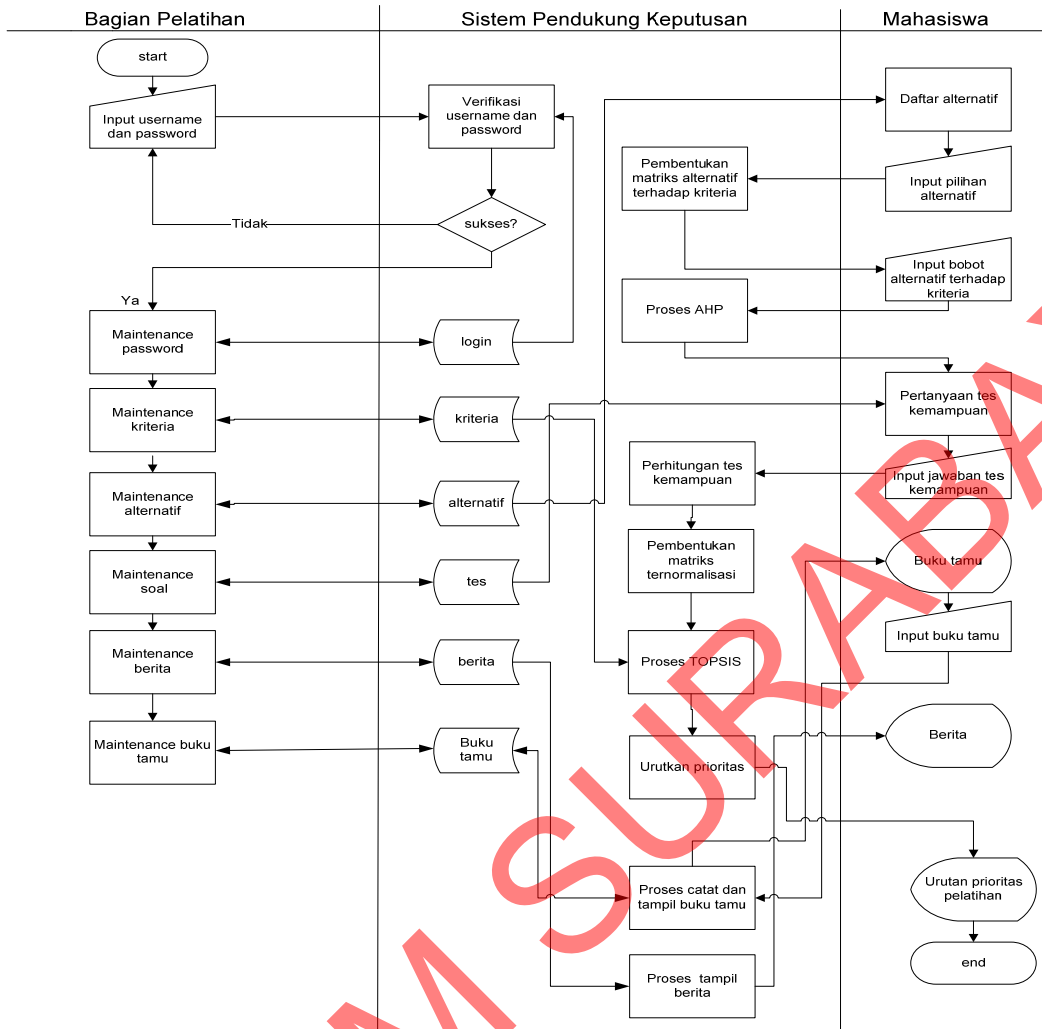 Bagian Pelatihan
Sistem Pendukung Keputusan
Mahasiswa
start
Input username
dan password
Verifikasi
username dan
password
sukses?
Tidak
Ya
Maintenance
password
Maintenance
kriteria
Maintenance
alternatif
Maintenance
soal
Maintenance
berita
Maintenance buku
tamu
login
kriteria
alternatif
tes
berita
Buku
tamu
Pembentukan
matriks alternatif
terhadap kriteria
Proses AHP
Perhitungan tes
kemampuan
Pembentukan
matriks
ternormalisasi
Proses TOPSIS
Urutkan prioritas
Proses catat dan
tampil buku tamu
Proses tampil
berita
Daftar alternatif
Input pilihan
alternatif
Input bobot
alternatif terhadap
kriteria
Pertanyaan tes
kemampuan
Input jawaban tes
kemampuan
Buku tamu
Input buku tamu
Berita
Urutan prioritas
pelatihan
end
M SURABA